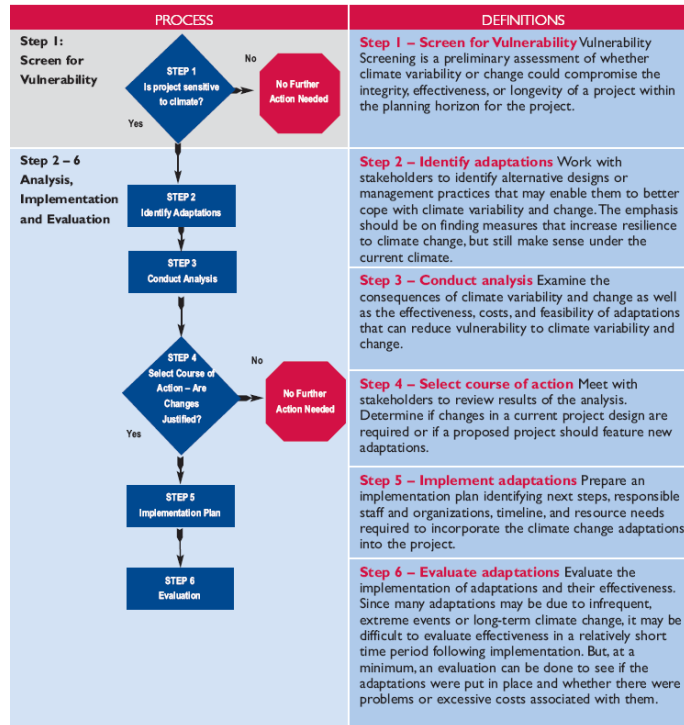 PROCESS
DEFINITIONS
Step 1:
Screen for
Vulnerability
STEP 1
Is project sensitive
to climate?
No
No Further
Action Needed
Yes
Step 1 – Screen for Vulnerability Vulnerability
Screening is a preliminary assessment of whether
climate variability or change could compromise the
integrity, effectiveness, or longevity of a project within
the planning horizon for the project.
Step 2 – 6
Analysis,
Implementation
and Evaluation
STEP 2
Identify Adaptations
Step 2 – Identify adaptations Work with
stakeholders to identify alternative designs or
management practices that may enable them to better
cope with climate variability and change. The emphasis
should be on finding measures that increase resilience
to climate change, but still make sense under the
current climate.
STEP 3
Conduct Analysis
Step 3 – Conduct analysis Examine the
consequences of climate variability and change as well
as the effectiveness, costs, and feasibility of adaptations
that can reduce vulnerability to climate variability and
change.
STEP 4
Select Course of
Action – Are
Changes
Justified?
No
No Further
Action Needed
Yes
Step 4 – Select course of action Meet with
stakeholders to review results of the analysis.
Determine if changes in a current project design are
required or if a proposed project should feature new
adaptations.
STEP 5
Implementation Plan
Step 5 – Implement adaptations Prepare an
implementation plan identifying next steps, responsible
staff and organizations, timeline, and resource needs
required to incorporate the climate change adaptations
into the project.
STEP 6
Evaluation
Step 6 – Evaluate adaptations Evaluate the
implementation of adaptations and their effectiveness.
Since many adaptations may be due to infrequent,
extreme events or long-term climate change, it may be
difficult to evaluate effectiveness in a relatively short
time period following implementation. But, at a
minimum, an evaluation can be done to see if the
adaptations were put in place and whether there were
problems or excessive costs associated with them.